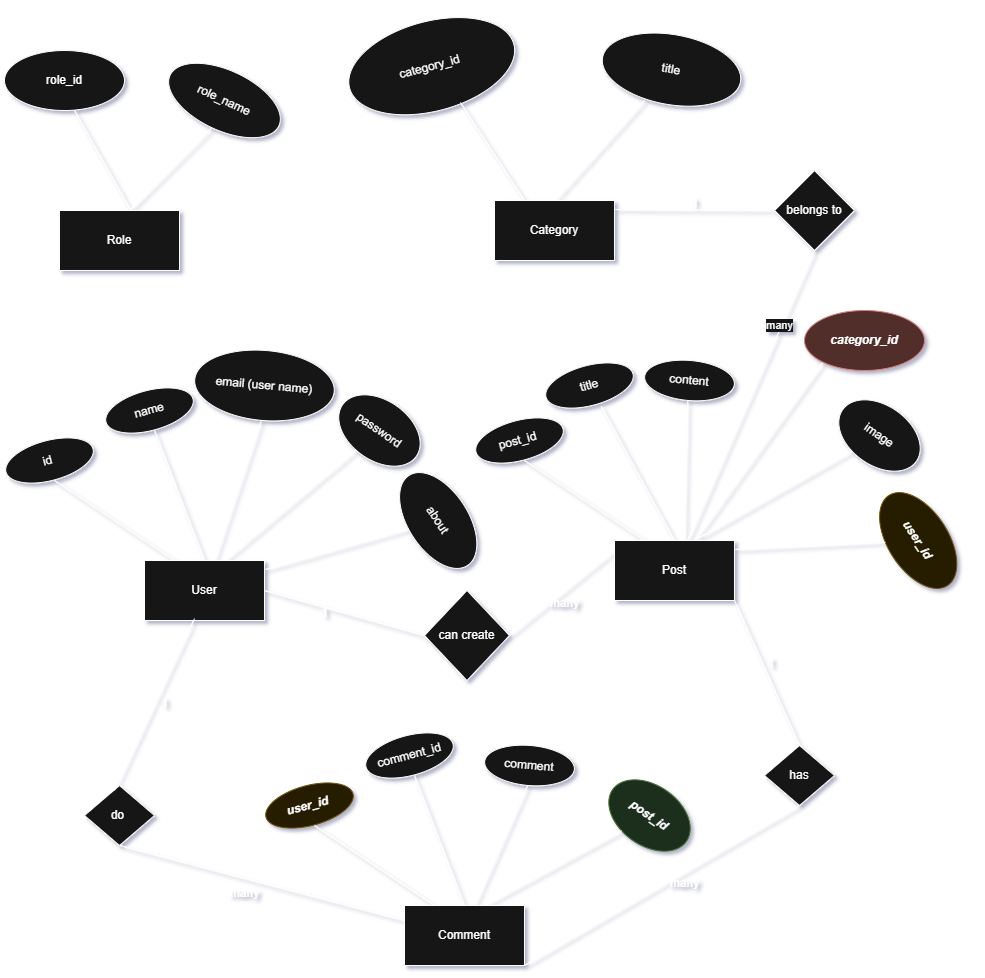 category_id
title
role_id
role_name
1
belongs to
Category
Role
many
category_id
title
content
email (user name)
name
password
image
post_id
id
about
user_id
Post
User
many
1
can create
1
1
comment_id
comment
has
user_id
post_id
do
many
many
Comment